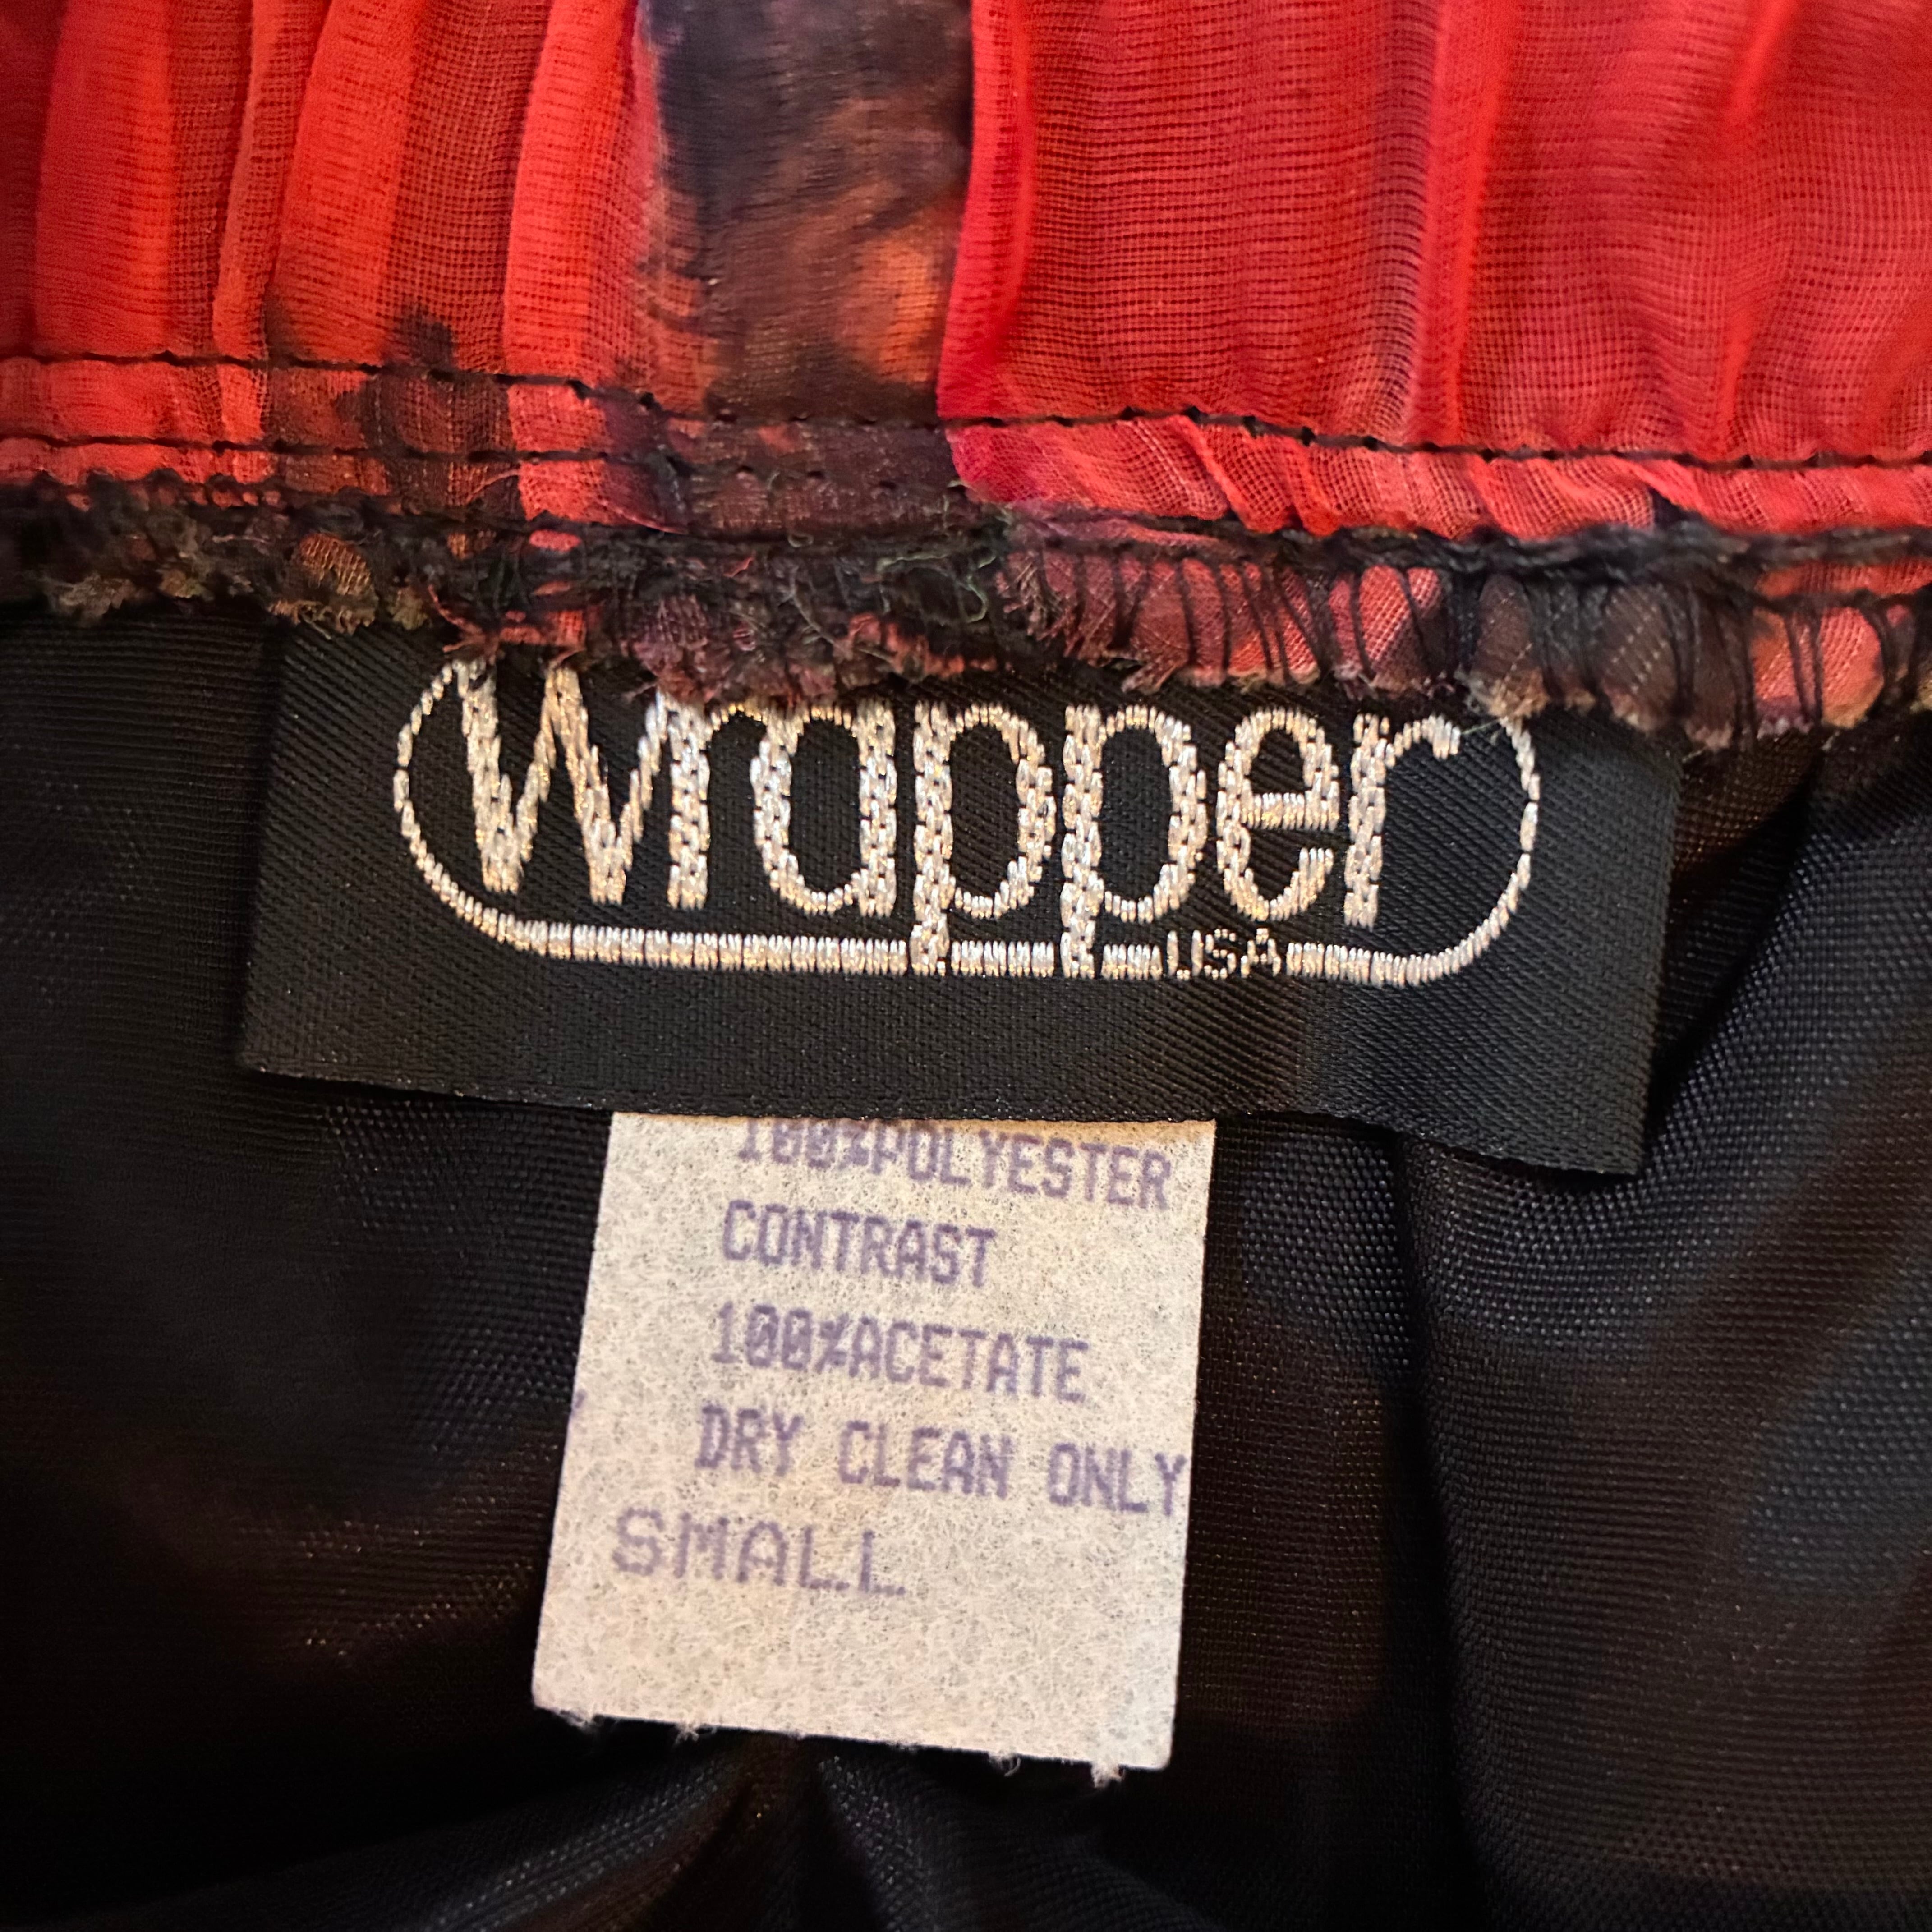 wrapper
USA
100%POLYESTER
CONTRAST
100%ACETATE
DRY CLEAN ONLY
SMALL